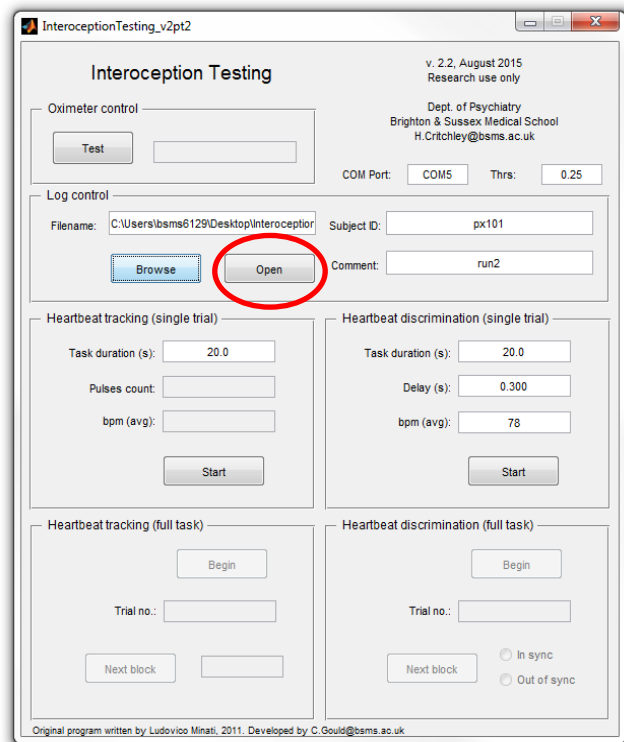 InteroceptionTesting_v2pt2
Interoception Testing
v. 2.2, August 2015
Research use only
Dept. of Psychiatry
Brighton & Sussex Medical School
H.Critchley@bsms.ac.uk
Oximeter control
Test
COM Port: COM5 Thrs: 0.25
Log control
Filename: C:\Users\bsms6129\Desktop\Interoception Subject ID: px101
Browse Open Comment: run2
Heartbeat tracking (single trial)
Task duration (s): 20.0
Pulses count:
bpm (avg):
Start
Heartbeat discrimination (single trial)
Task duration (s): 20.0
Delay (s): 0.300
bpm (avg): 78
Start
Heartbeat tracking (full task)
Begin
Trial no.:
Next block
Heartbeat discrimination (full task)
Begin
Trial no.:
Next block
In sync
Out of sync
Original program written by Ludovico Minati, 2011. Developed by C.Gould@bsms.ac.uk